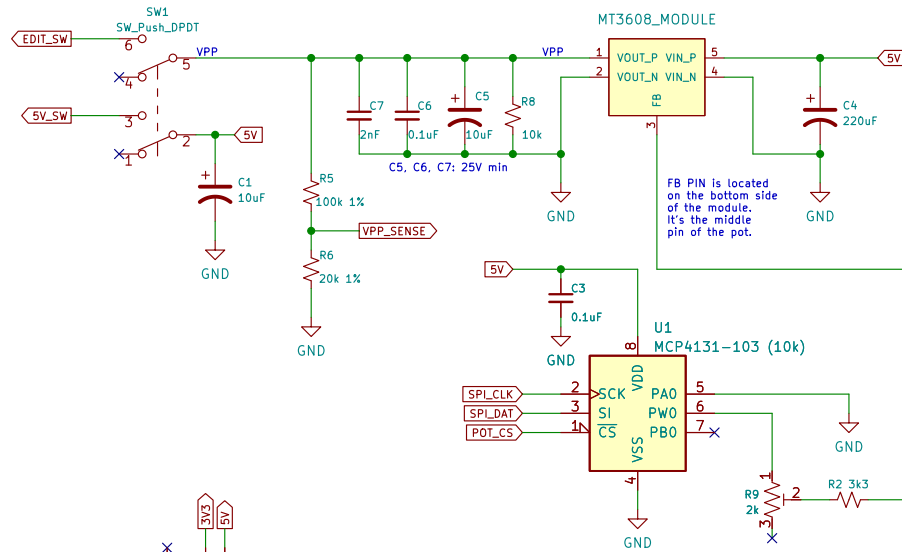 SW1
SW_Push_DPDT
MT3608_MODULE
EDIT_SW
6
5
VPP
VPP
1
VOUT_P
VIN_P
5
5V
2
VOUT_N
VIN_N
4
FB
3
4
5V_SW
3
2
5V
1
C1
10uF
GND
C7
2nF
C6
0.1uF
C5
10uF
R8
10k
C5, C6, C7: 25V min
GND
C4
220uF
GND
R5
100k 1%
VPP_SENSE
R6
20k 1%
GND
FB PIN is located
on the bottom side
of the module.
It's the middle
pin of the pot.
5V
C3
0.1uF
GND
U1
MCP4131-103 (10k)
8
VDD
SPI_CLK
2
SCK
PA0
5
SPI_DAT
3
SI
PW0
6
POT_CS
1
CS
PB0
7
VSS
4
GND
GND
1
R9
2k
2
3
R2 3k3
3V3
5V